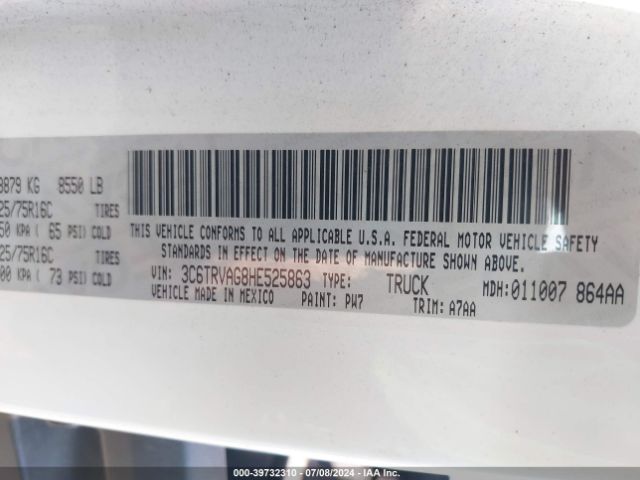 3879 KG 8550 LB
25/75R16C TIRES
50 KPA ( 65 PSI) COLD
25/75R16C TIRES
00 KPA ( 73 PSI) COLD
THIS VEHICLE CONFORMS TO ALL APPLICABLE U.S.A. FEDERAL MOTOR VEHICLE SAFETY
STANDARDS IN EFFECT ON THE DATE OF MANUFACTURE SHOWN ABOVE.
VIN: 3C6TRVAG8HE525863 TYPE: TRUCK MDH:011007 864AA
VEHICLE MADE IN MEXICO PAINT: PW7 TRIM: A7AA
000-39732310 - 07/08/2024 - IAA Inc.